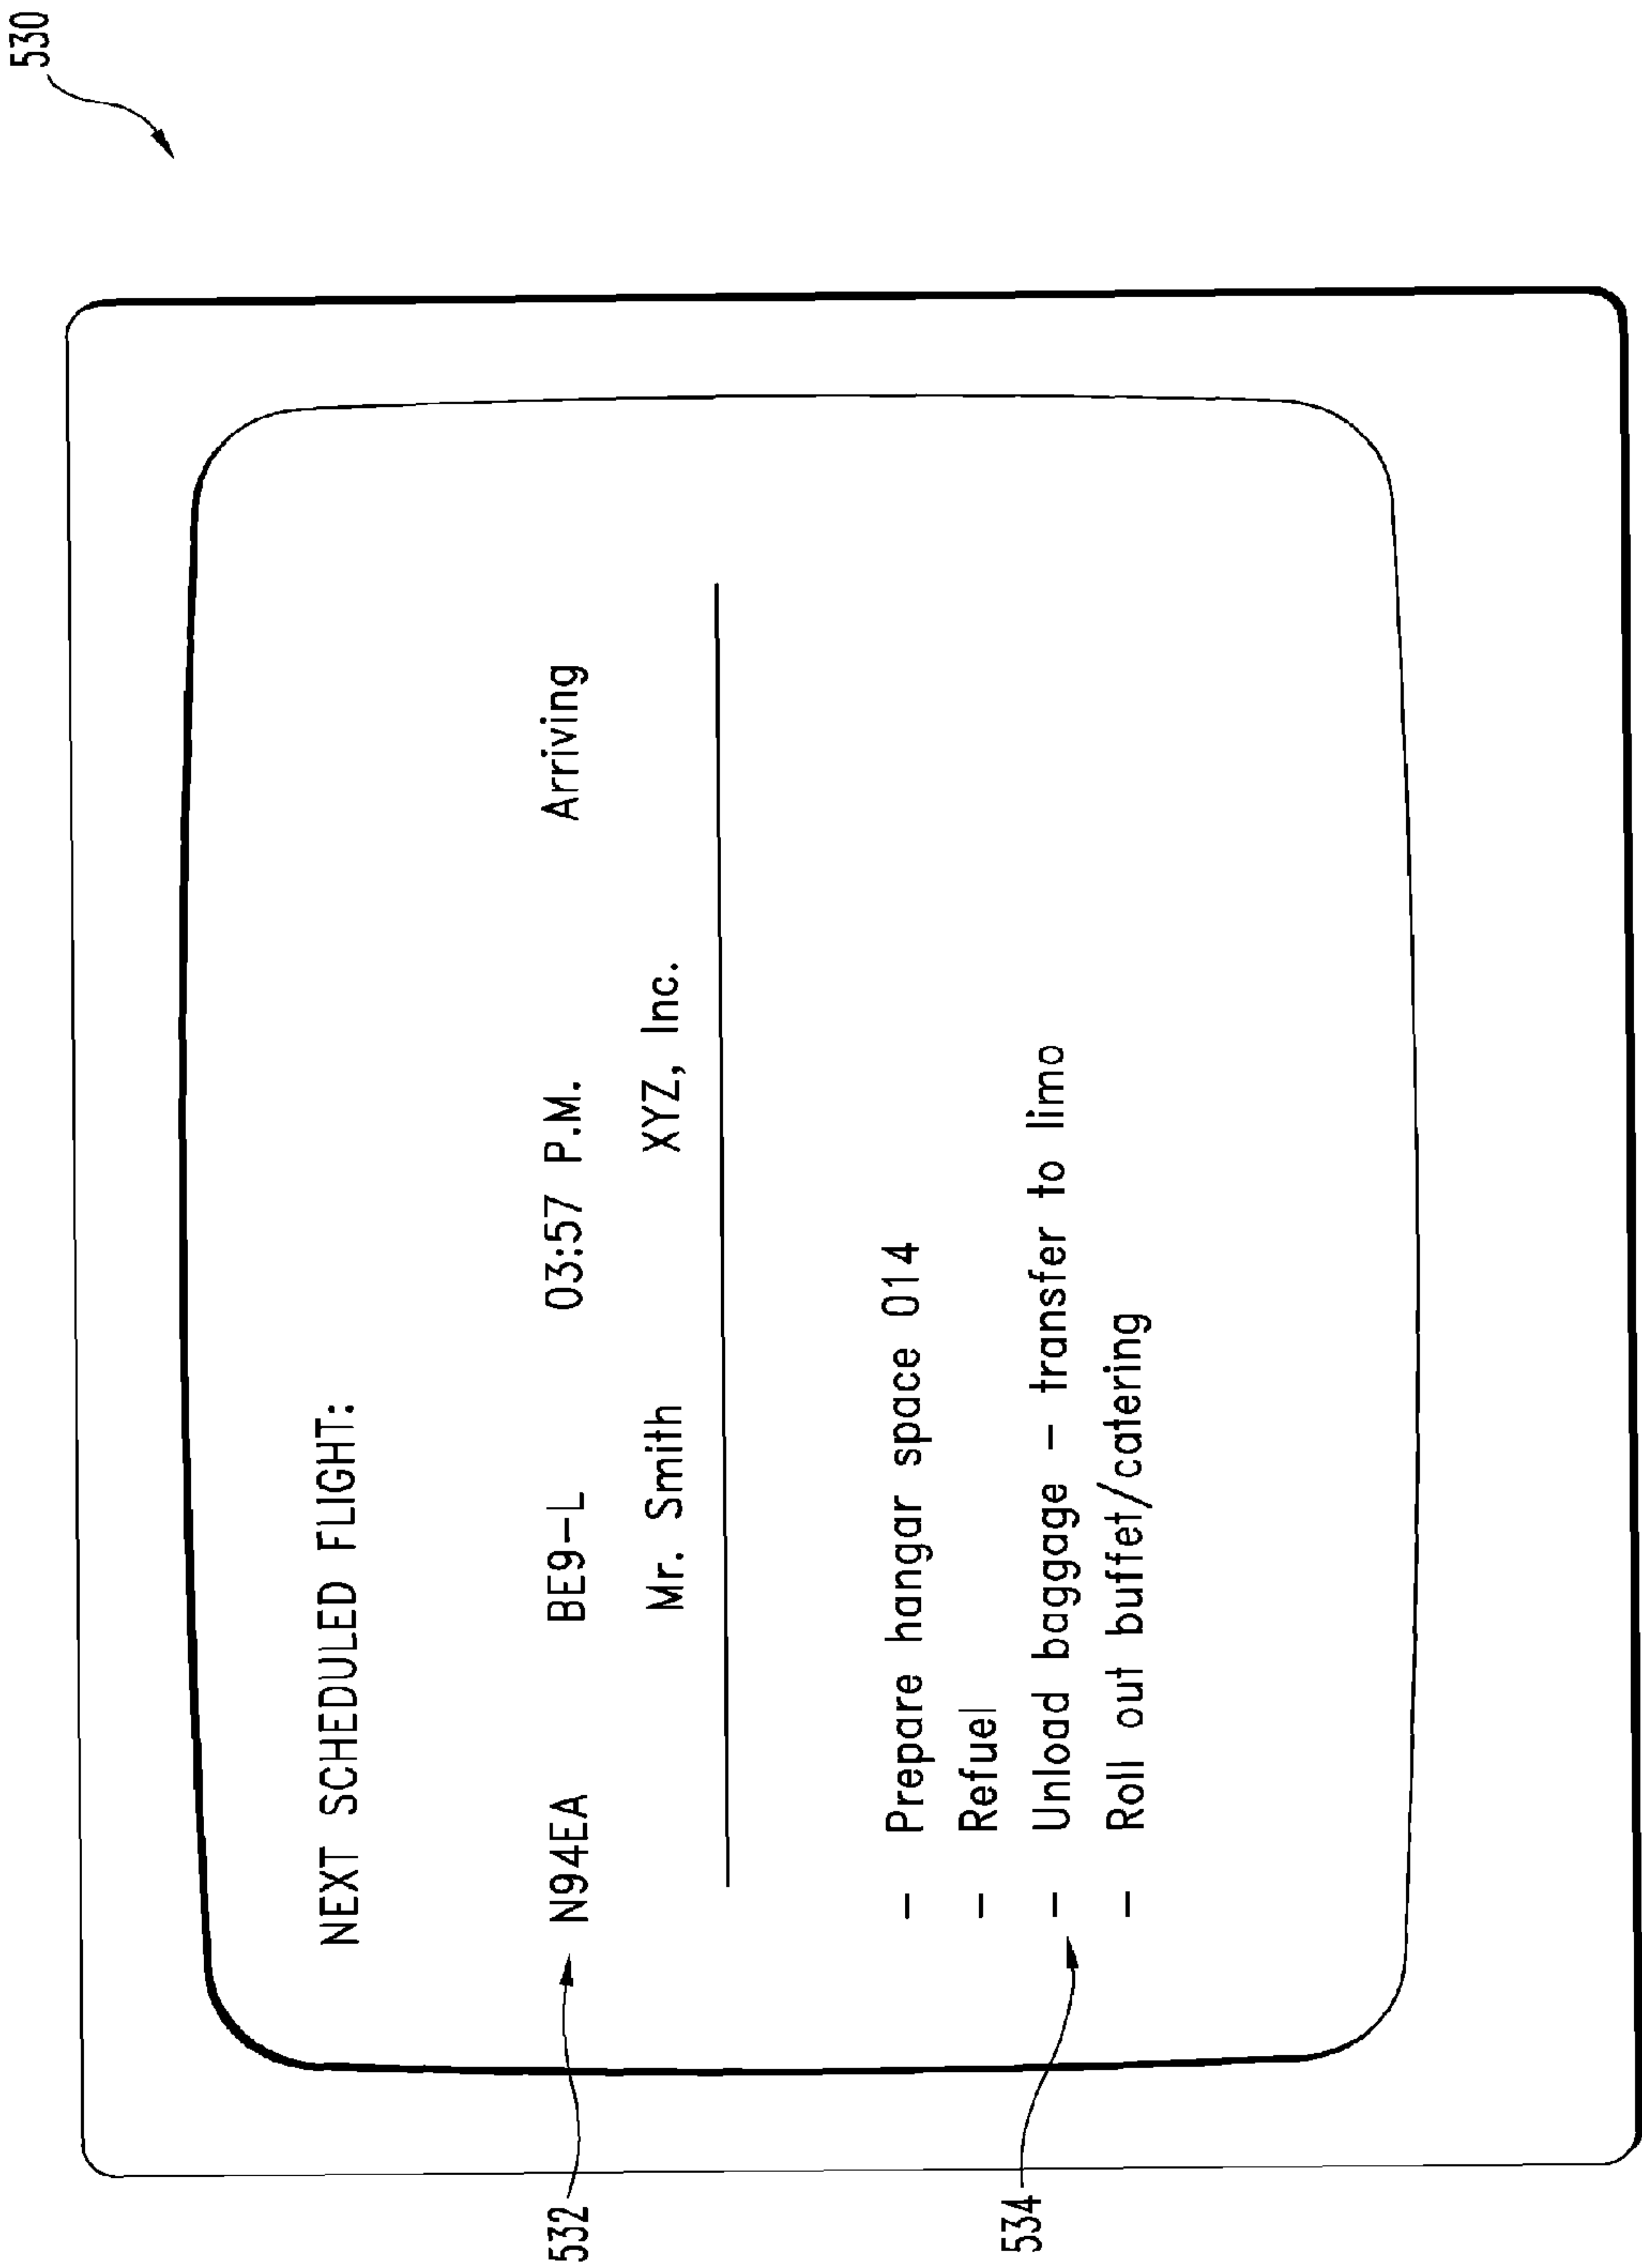 530
NEXT SCHEDULED FLIGHT:
532 N94EA BE9-L 03:57 P.M. Arriving
Mr. Smith XYZ, Inc.
- Prepare hangar space 014
- Refuel
534 - Unload baggage - transfer to limo
- Roll out buffet/catering